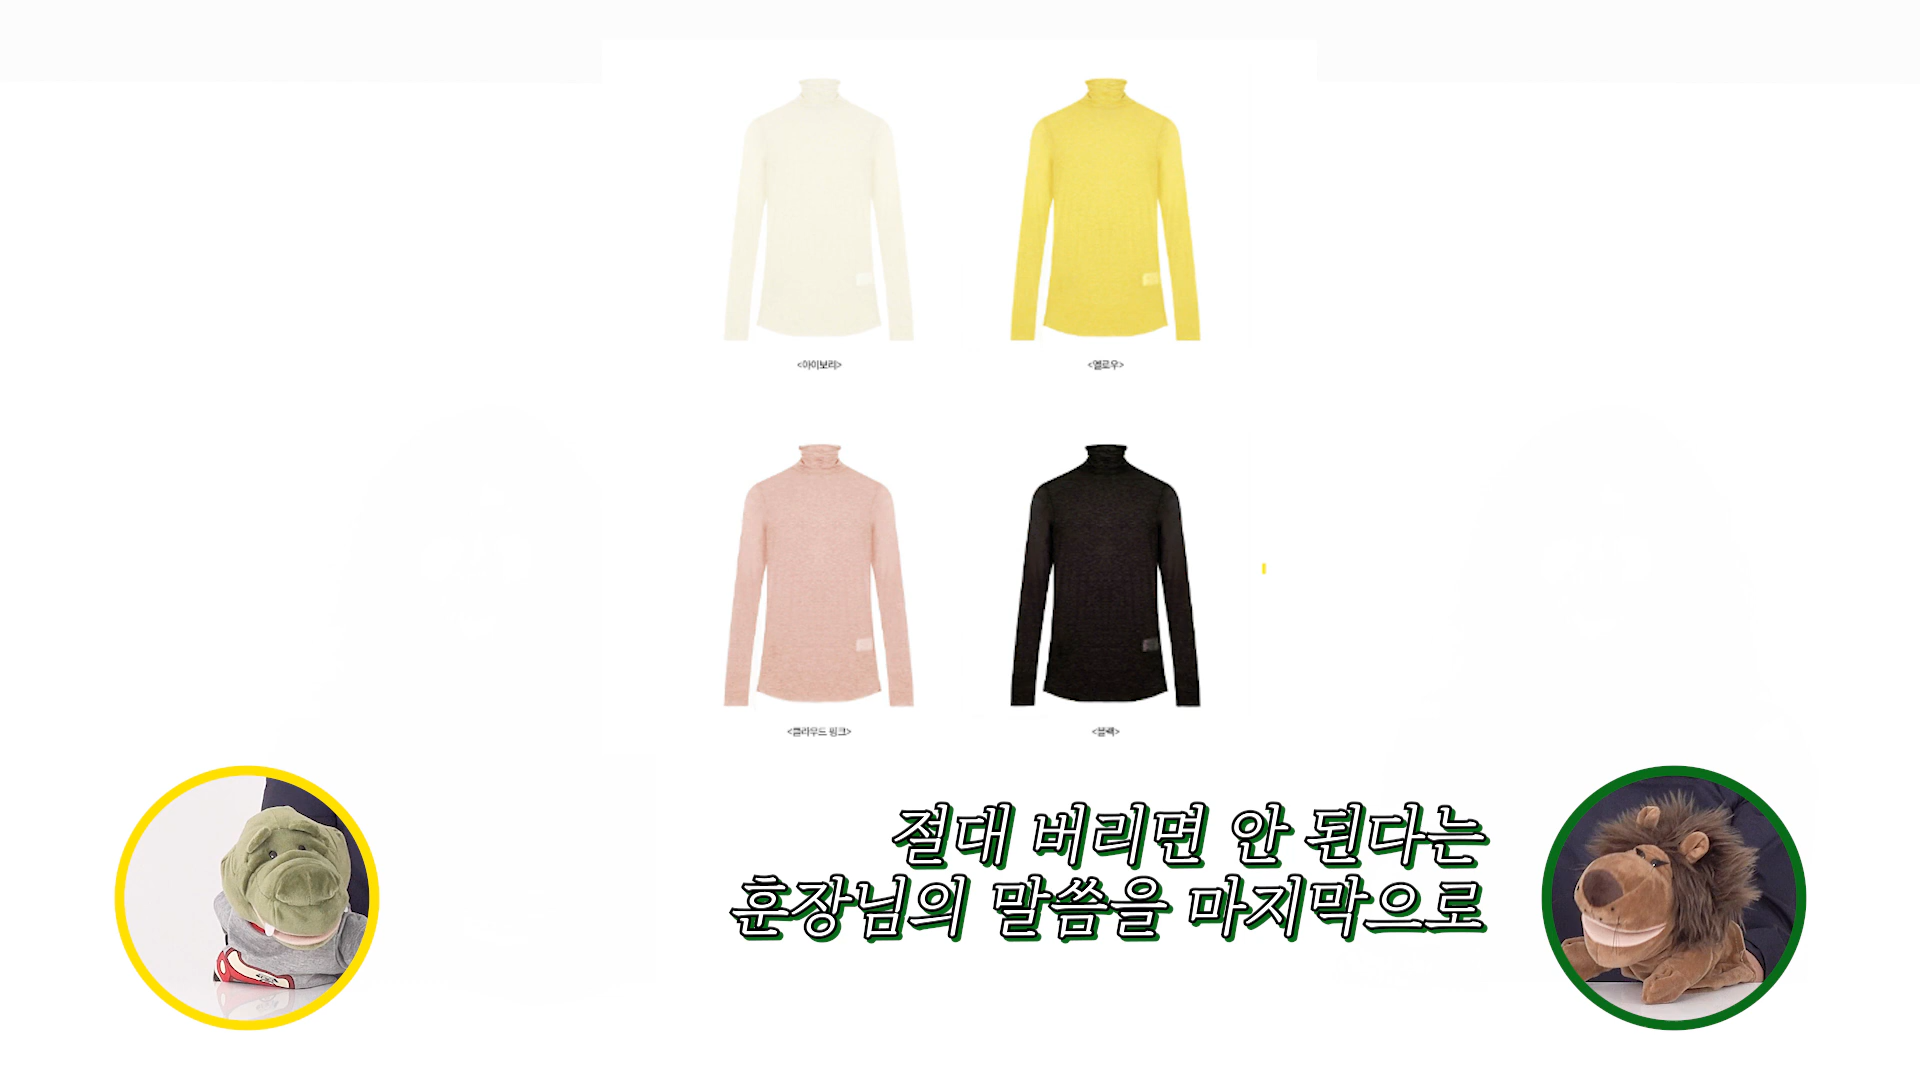 <아이보리>
<옐로우>
<클라우드 핑크>
<블랙>
절대 버리면 안 된다는
훈장님의 말씀을 마지막으로